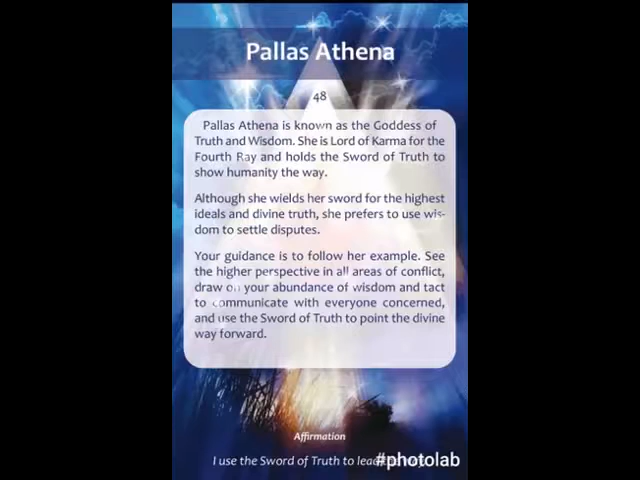 Pallas Athena
48
Pallas Athena is known as the Goddess of
Truth and Wisdom. She is Lord of Karma for the
Fourth Ray and holds the Sword of Truth to
show humanity the way.
Although she wields her sword for the highest
ideals and divine truth, she prefers to use wis-
dom to settle disputes.
Your guidance is to follow her example. See
the higher perspective in all areas of conflict,
draw on your abundance of wisdom and tact
to communicate with everyone concerned,
and use the Sword of Truth to point the divine
way forward.
Affirmation
I use the Sword of Truth to lead
#photolab